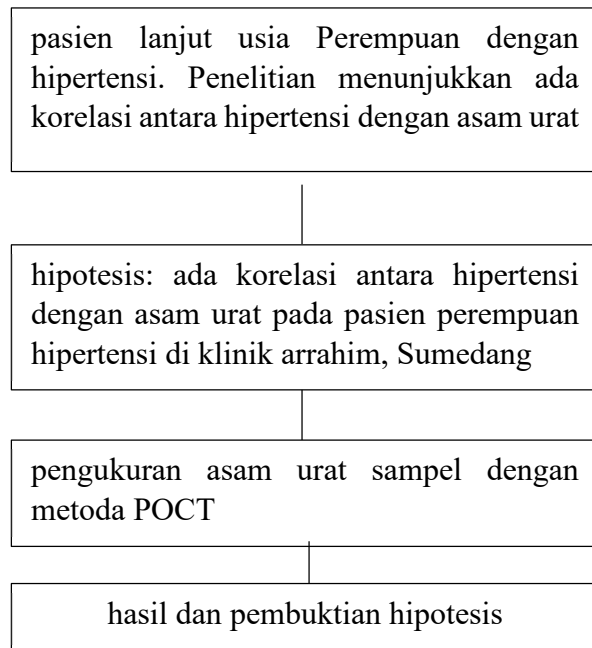 pasien lanjut usia Perempuan dengan
hipertensi. Penelitian menunjukkan ada
korelasi antara hipertensi dengan asam urat
hipotesis: ada korelasi antara hipertensi
dengan asam urat pada pasien perempuan
hipertensi di klinik arrahim, Sumedang
pengukuran asam urat sampel dengan
metoda POCT
hasil dan pembuktian hipotesis